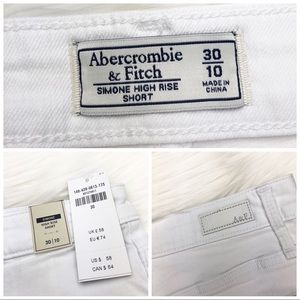 Abercrombie
& Fitch
SIMONE HIGH RISE
SHORT
30
10
MADE IN
CHINA
HIGH RISE
SHORT
30 | 10
30
UK £ 58
EU € 74
US $ 58
CAN $ 64
A&F